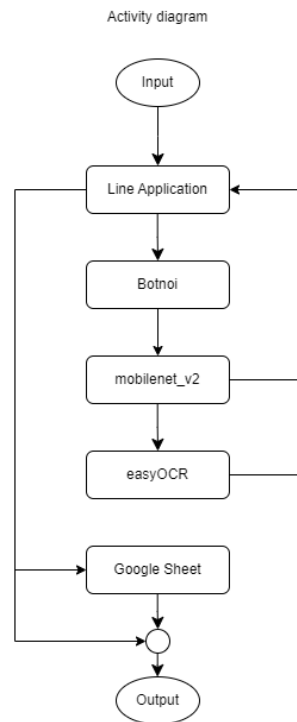 Activity diagram
Input
Line Application
Botnoi
mobilenet_v2
easyOCR
Google Sheet
Output